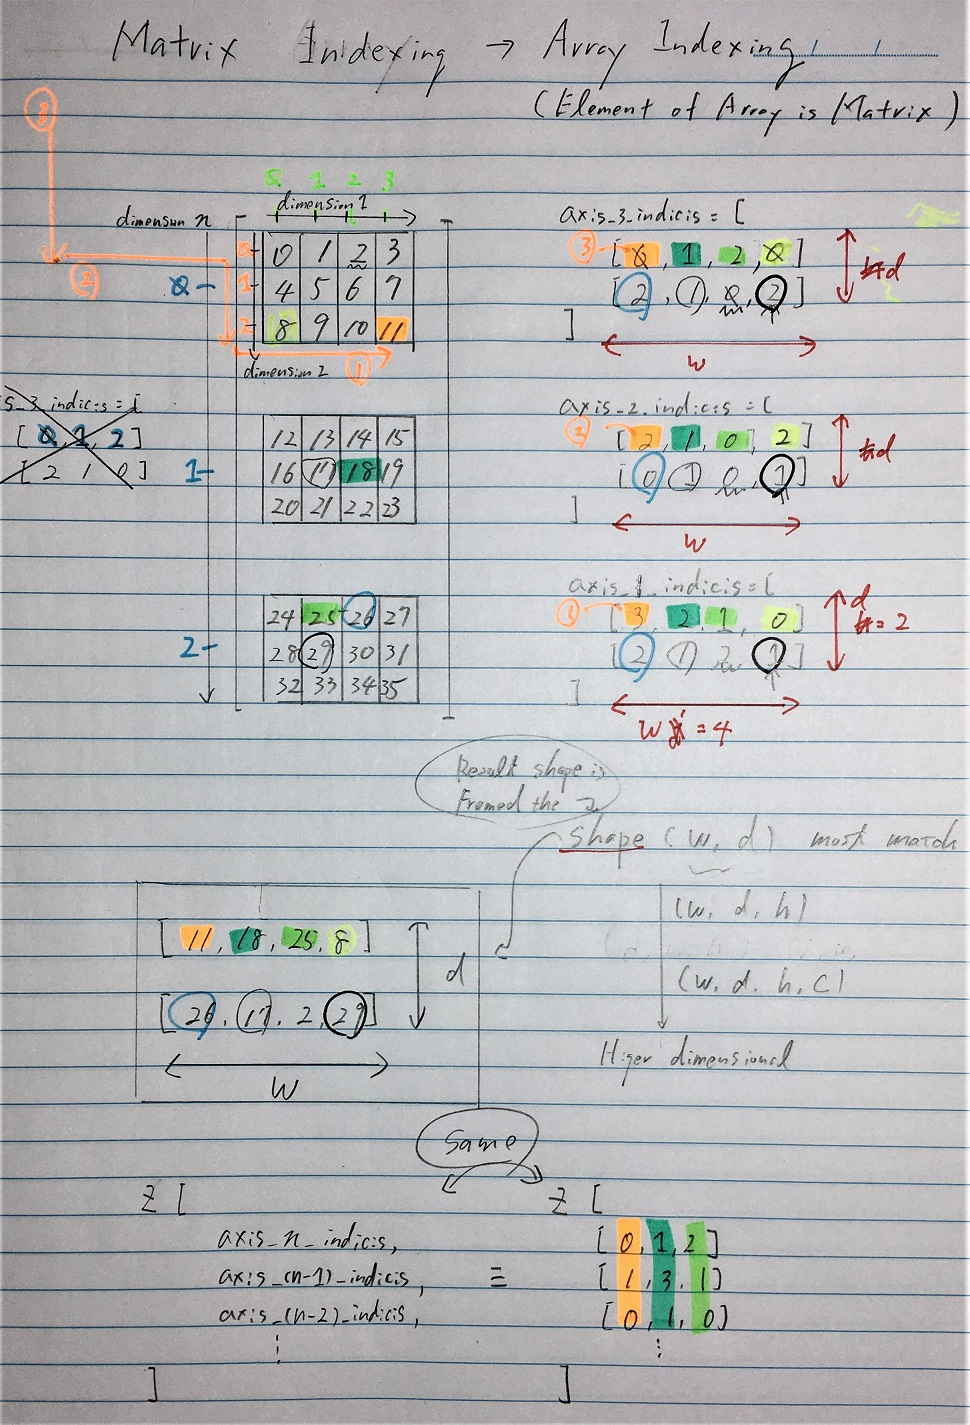 Matrix Indexing → Array Indexing
(Element of Array is Matrix)
③
0 1 2 3
dimension 1
dimension n
0 0 1 2 3
② 0 1 4 5 6 7
2 8 9 10 11
dimension 2 ①
axis_3_indicis = [
③ [0, 1, 2, 0]
[2, 1, 0, 2]
]
#d
w
s_3_indicis = [
[0, 1, 2]
[2 1 0]
12 13 14 15
1 16 17 18 19
20 21 22 23
axis_2_indicis = [
② [2, 1, 0, 2]
[0, 1, 0, 1]
]
#d
w
24 25 26 27
2 28 29 30 31
32 33 34 35
axis_1_indicis = [
① [3, 2, 1, 0]
[2, 1, 2, 1]
]
d
#= 2
w = 4
Result shape is
Fromed the
shape (w, d) must match
(w, d, h)
(w, d, h, c)
Higer dimensional
[11, 18, 25, 8]
[26, 17, 2, 29]
d
w
Same
Z [
axis_n_indicis,
axis_(n-1)_indicis,
axis_(n-2)_indicis,
⋮
]
≡
Z [
[0, 1, 2]
[1, 3, 1]
[0, 1, 0]
⋮
]